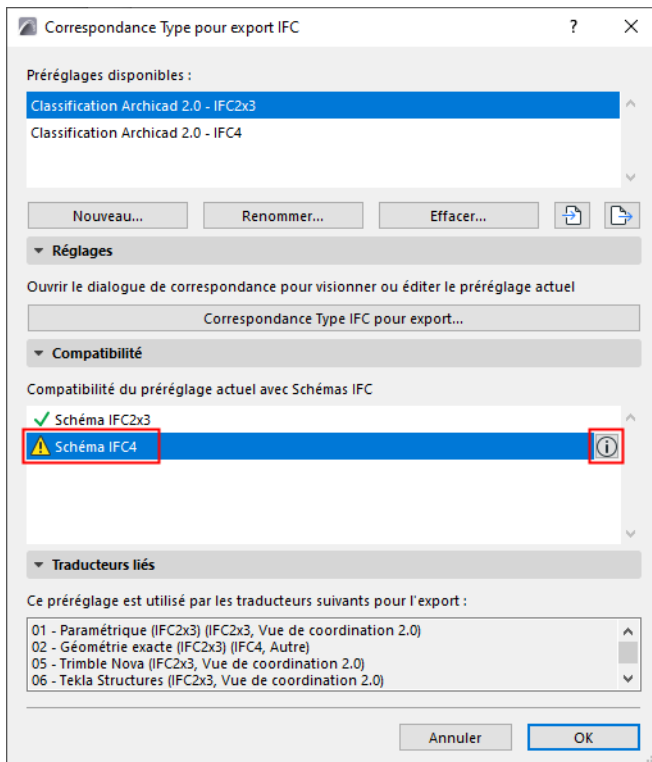 Correspondance Type pour export IFC
?
Préréglages disponibles :
Classification Archicad 2.0 - IFC2x3
Classification Archicad 2.0 - IFC4
Nouveau...
Renommer...
Effacer...
Réglages
Ouvrir le dialogue de correspondance pour visionner ou éditer le préréglage actuel
Correspondance Type IFC pour export...
Compatibilité
Compatibilité du préréglage actuel avec Schémas IFC
Schéma IFC2x3
Schéma IFC4
Traducteurs liés
Ce préréglage est utilisé par les traducteurs suivants pour l'export :
01 - Paramétrique (IFC2x3) (IFC2x3, Vue de coordination 2.0)
02 - Géométrie exacte (IFC2x3) (IFC4, Autre)
05 - Trimble Nova (IFC2x3, Vue de coordination 2.0)
06 - Tekla Structures (IFC2x3, Vue de coordination 2.0)
Annuler
OK